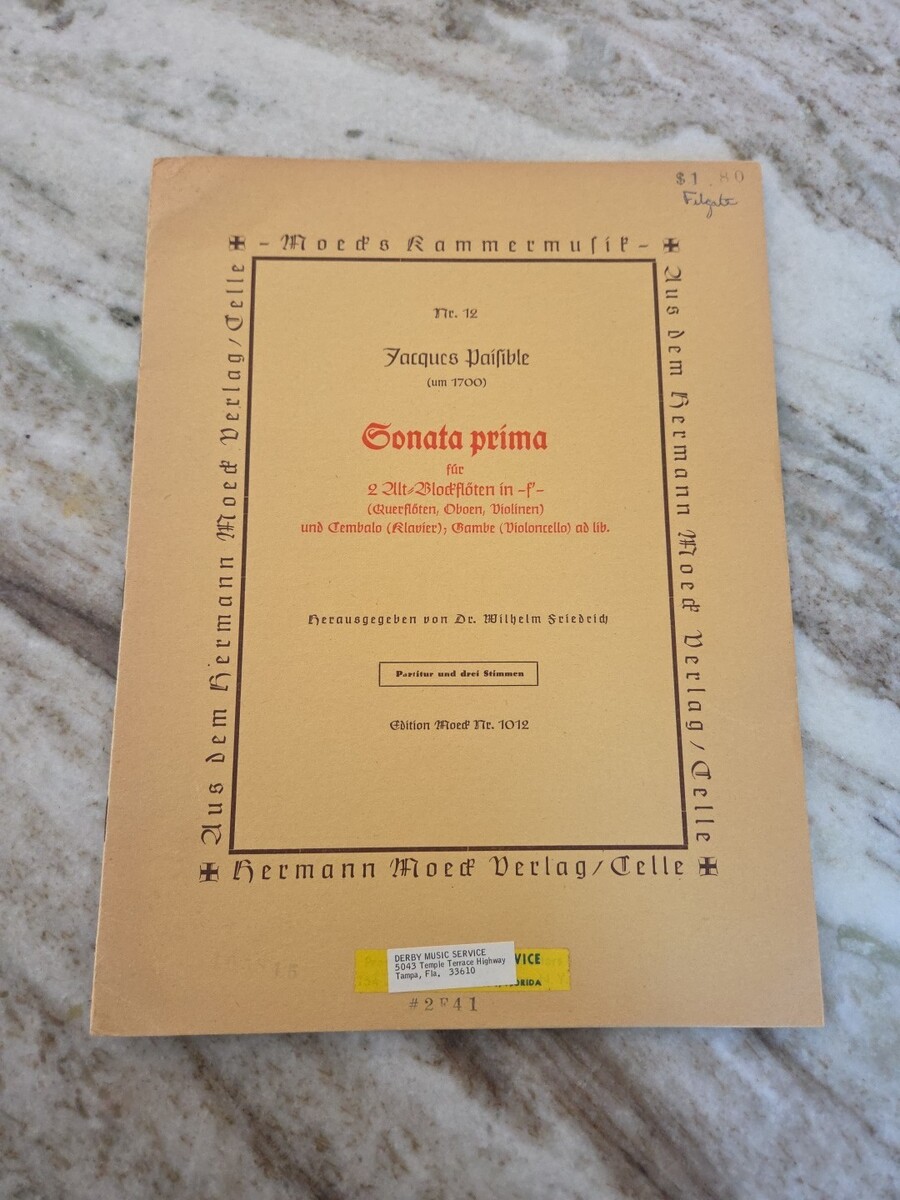 $1.80
Filgate
- Moecks Kammermuſik -
Aus dem Hermann Moeck Verlag/Celle
Aus dem Hermann Moeck Verlag/Celle
Nr. 12
Jacques Paiſible
(um 1700)
Sonata prima
für
2 Alt-Blockflöten in -f'-
(Querflöten, Oboen, Violinen)
und Cembalo (Klavier); Gambe (Violoncello) ad lib.
Herausgegeben von Dr. Wilhelm Friedrich
Partitur und drei Stimmen
Edition Moeck Nr. 1012
Hermann Moeck Verlag/Celle
DERBY MUSIC SERVICE
5043 Temple Terrace Highway
Tampa, Fla. 33610
VICE
#2F41